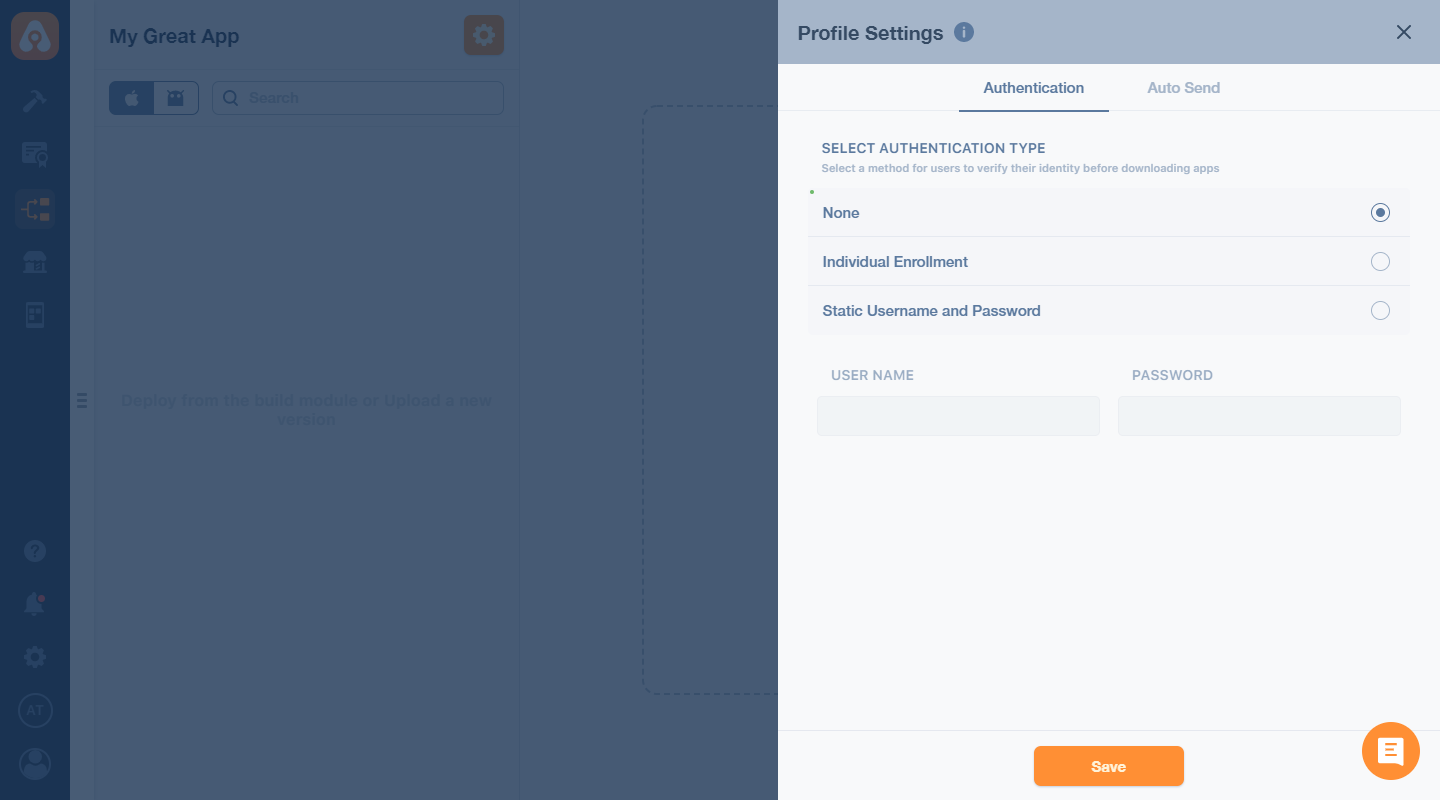 My Great App
Search
Deploy from the build module or Upload a new
version
AT
Profile Settings
Authentication
Auto Send
SELECT AUTHENTICATION TYPE
Select a method for users to verify their identity before downloading apps
None
Individual Enrollment
Static Username and Password
USER NAME
PASSWORD
Save